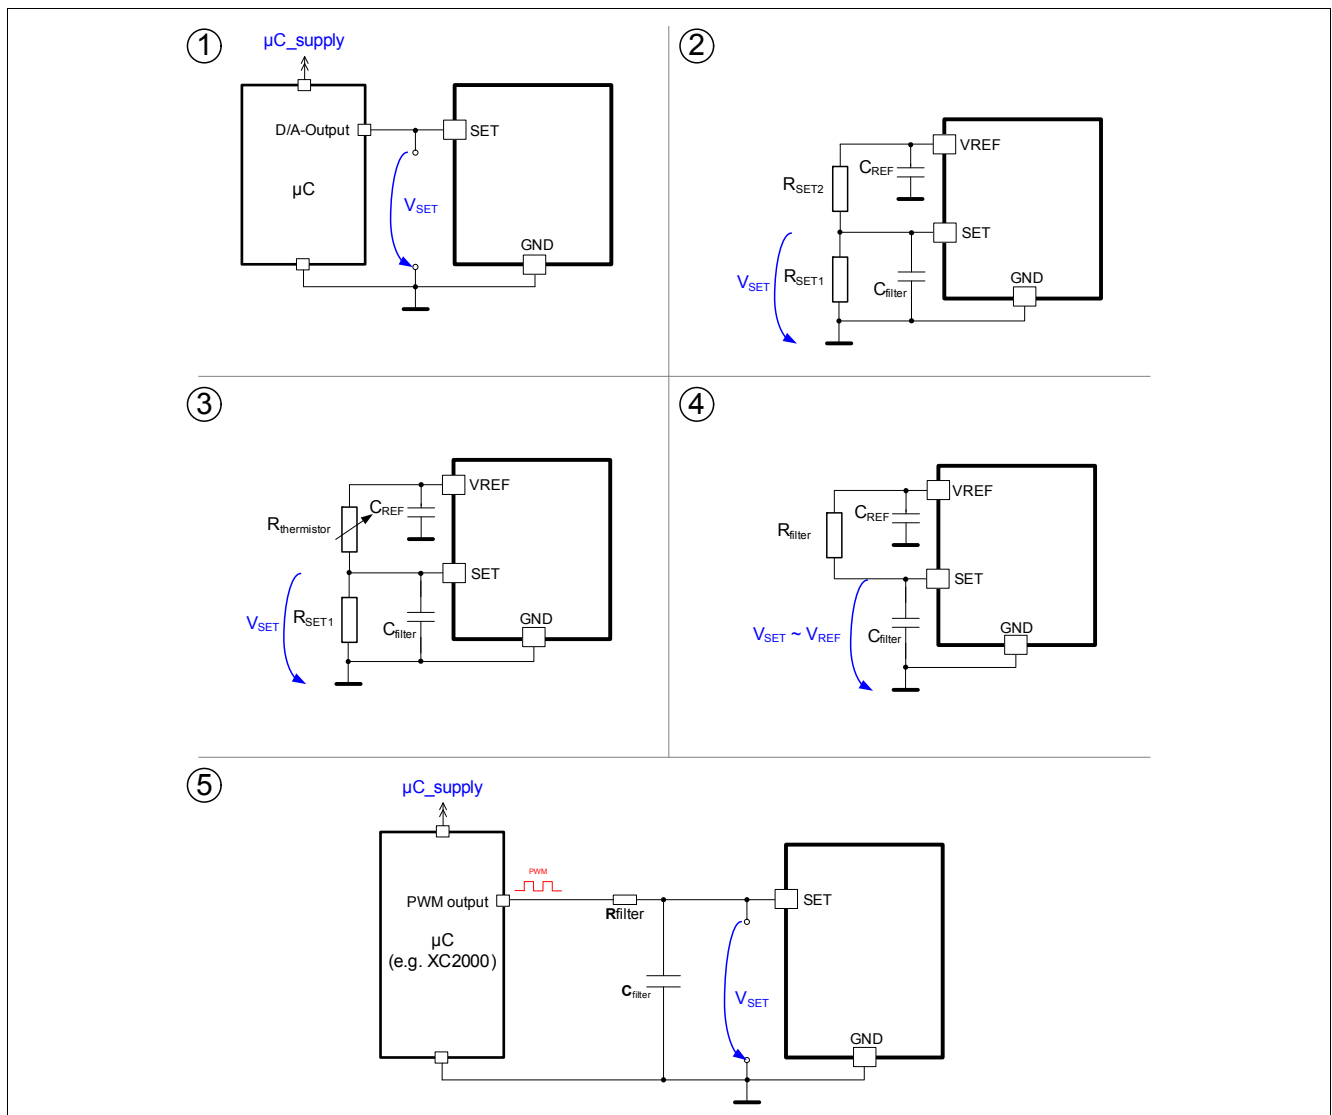 1
µC_supply
D/A-Output
SET
µC
VSET
GND
2
VREF
CREF
RSET2
SET
VSET
RSET1
Cfilter
GND
3
VREF
CREF
Rthermistor
SET
VSET
RSET1
Cfilter
GND
4
VREF
CREF
Rfilter
SET
VSET ~ VREF
Cfilter
GND
5
µC_supply
PWM
PWM output
SET
Rfilter
µC
(e.g. XC2000)
Cfilter
VSET
GND